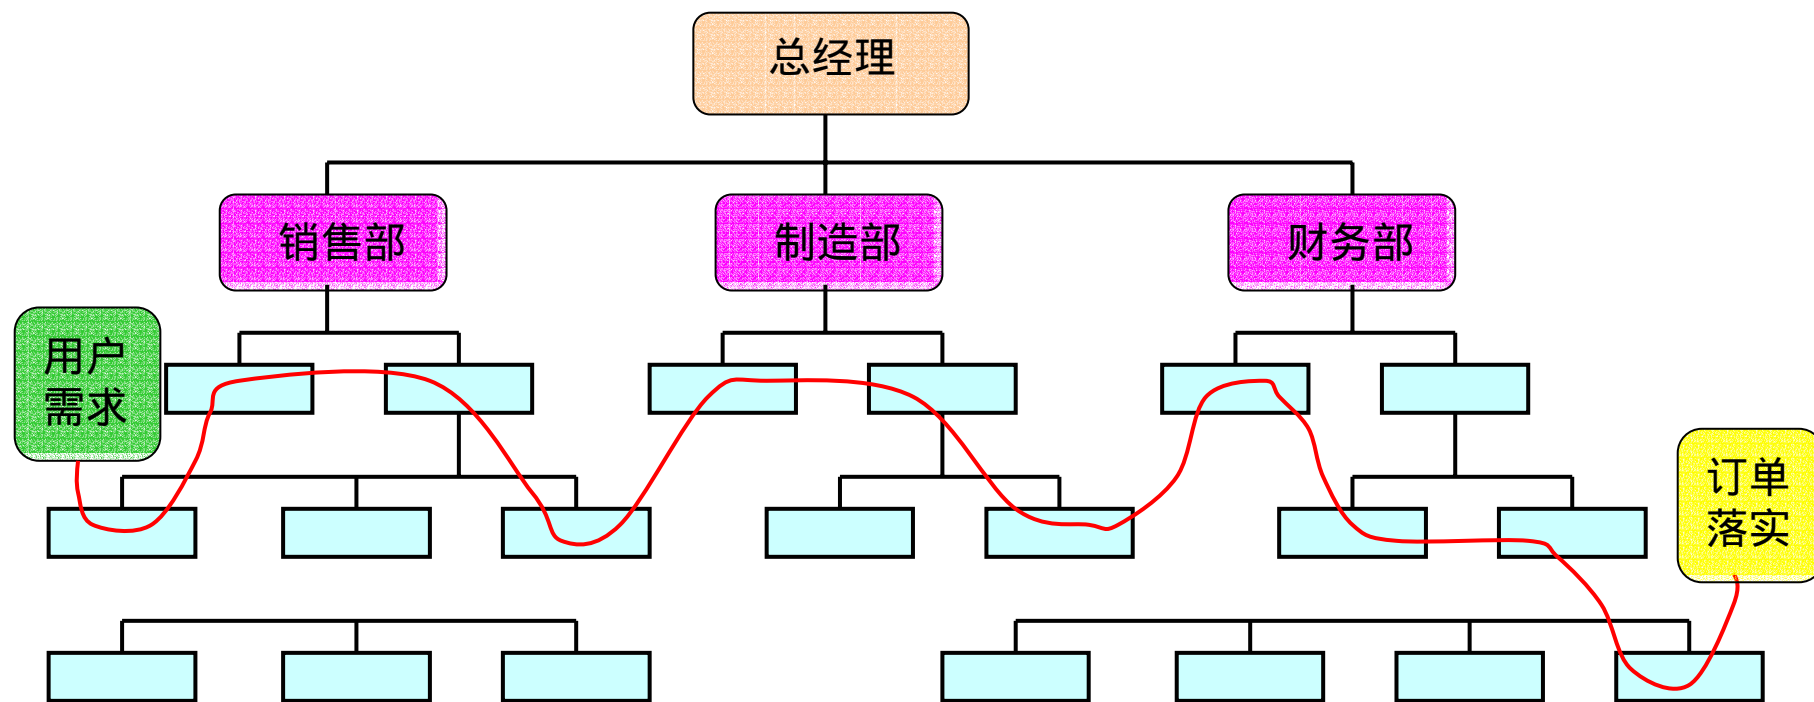 总经理
销售部
制造部
财务部
用户
需求
订单
落实